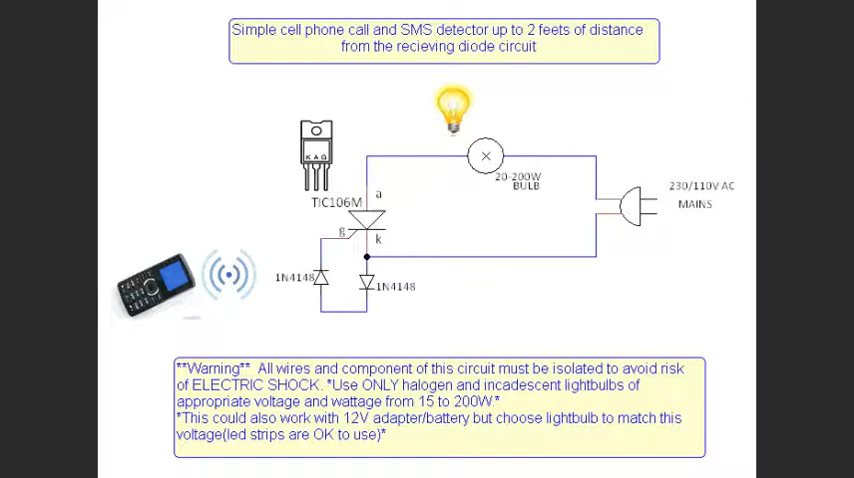 Simple cell phone call and SMS detector up to 2 feets of distance
from the recieving diode circuit
K A G
20-200W
BULB
230/110V AC
MAINS
TIC106M
a
g
k
1N4148
1N4148
**Warning** All wires and component of this circuit must be isolated to avoid risk
of ELECTRIC SHOCK. *Use ONLY halogen and incadescent lightbulbs of
appropriate voltage and wattage from 15 to 200W.*
*This could also work with 12V adapter/battery but choose lightbulb to match this
voltage(led strips are OK to use)*